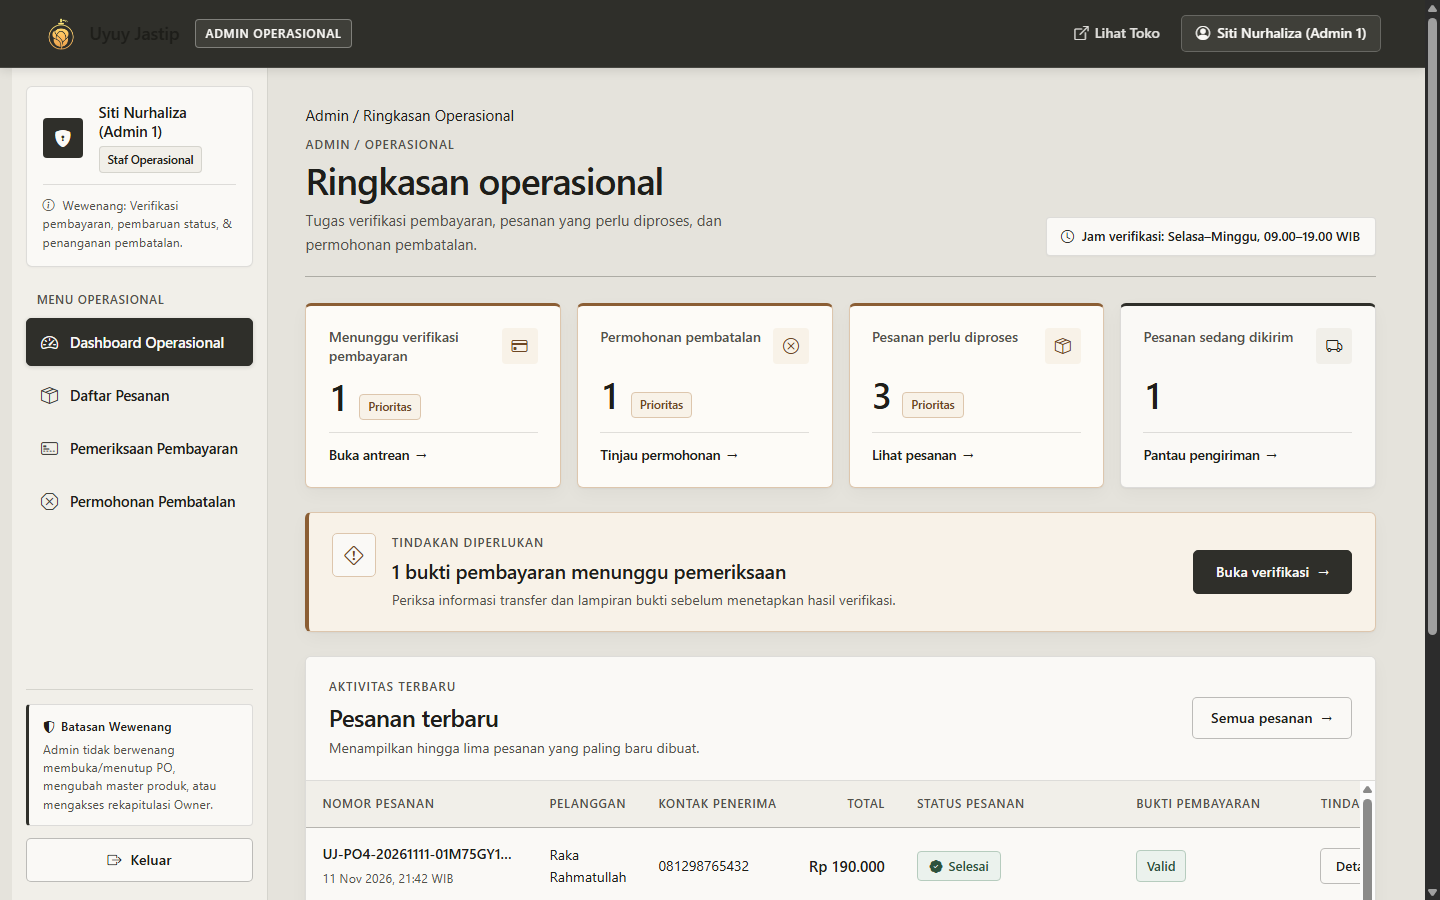 Uyuy Jastip
ADMIN OPERASIONAL
Lihat Toko
Siti Nurhaliza (Admin 1)
Siti Nurhaliza
(Admin 1)
Staf Operasional
Wewenang: Verifikasi
pembayaran, pembaruan status, &
penanganan pembatalan.
MENU OPERASIONAL
Dashboard Operasional
Daftar Pesanan
Pemeriksaan Pembayaran
Permohonan Pembatalan
Batasan Wewenang
Admin tidak berwenang
membuka/menutup PO,
mengubah master produk, atau
mengakses rekapitulasi Owner.
Keluar
Admin / Ringkasan Operasional
ADMIN / OPERASIONAL
Ringkasan operasional
Tugas verifikasi pembayaran, pesanan yang perlu diproses, dan
permohonan pembatalan.
Jam verifikasi: Selasa–Minggu, 09.00–19.00 WIB
Menunggu verifikasi
pembayaran
1 Prioritas
Buka antrean →
Permohonan pembatalan
1 Prioritas
Tinjau permohonan →
Pesanan perlu diproses
3 Prioritas
Lihat pesanan →
Pesanan sedang dikirim
1
Pantau pengiriman →
TINDAKAN DIPERLUKAN
1 bukti pembayaran menunggu pemeriksaan
Periksa informasi transfer dan lampiran bukti sebelum menetapkan hasil verifikasi.
Buka verifikasi →
AKTIVITAS TERBARU
Pesanan terbaru
Menampilkan hingga lima pesanan yang paling baru dibuat.
Semua pesanan →
NOMOR PESANAN PELANGGAN KONTAK PENERIMA TOTAL STATUS PESANAN BUKTI PEMBAYARAN TINDA
UJ-PO4-20261111-01M75GY1...
11 Nov 2026, 21:42 WIB
Raka
Rahmatullah
081298765432
Rp 190.000
Selesai
Valid
Deta